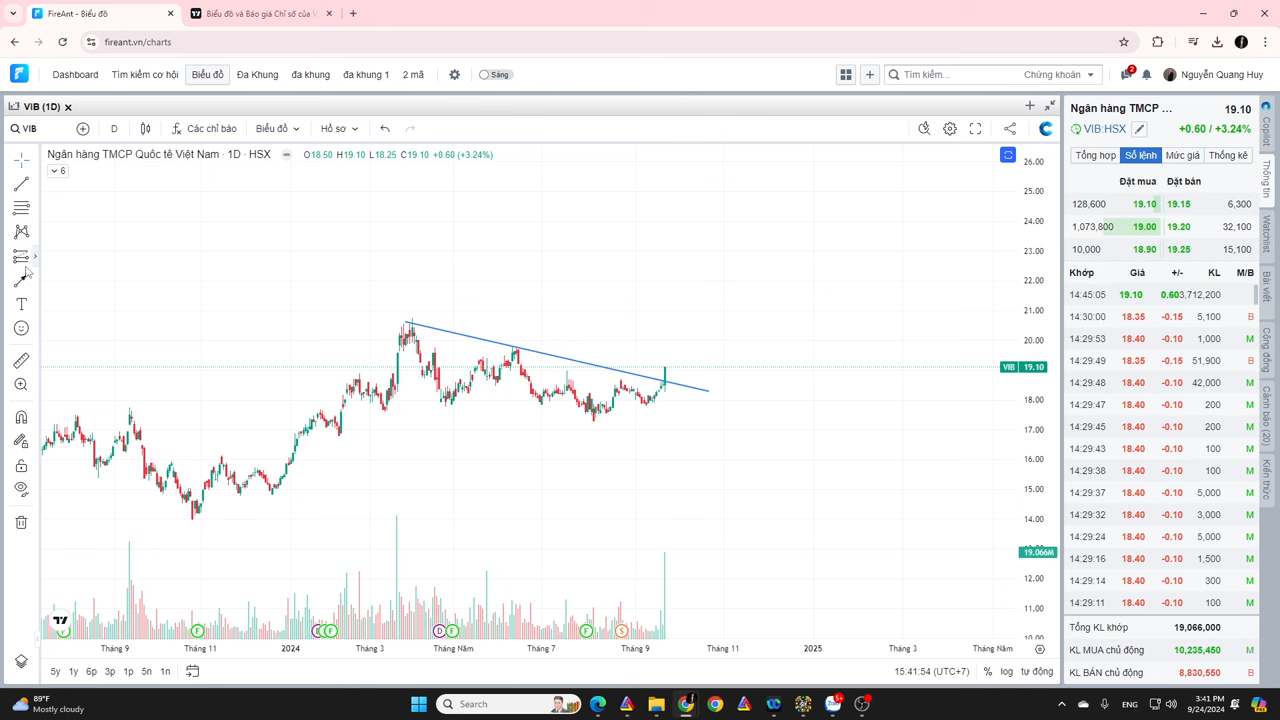 FireAnt - Biểu đồ
Biểu đồ và Báo giá Chỉ số của V
fireant.vn/charts
Dashboard Tìm kiếm cơ hội Biểu đồ Đa Khung đa khung đa khung 1 2 má Sáng Tìm kiếm... Chứng khoán 2 Nguyễn Quang Huy
VIB (1D)
VIB D Các chỉ báo Biểu đồ Hồ sơ
Ngân hàng TMCP Quốc tế Việt Nam · 1D · HSX O18.50 H19.10 L18.25 C19.10 +0.60 (+3.24%)
6
26.00
25.00
24.00
23.00
22.00
21.00
20.00
VIB 19.10
18.00
17.00
16.00
15.00
14.00
19.066M
12.00
11.00
10.00
F F D F F D F F S
Tháng 9 Tháng 11 2024 Tháng 3 Tháng Năm Tháng 7 Tháng 9 Tháng 11 2025 Tháng 3 Tháng Năm
5y 1y 6p 3p 1p 5n 1n 15:41:54 (UTC+7) % log tự động
Ngân hàng TMCP ... 19.10
VIB:HSX +0.60 / +3.24%
Tổng hợp Sổ lệnh Mức giá Thống kê
Đặt mua Đặt bán
128,600 19.10 19.15 6,300
1,073,800 19.00 19.20 32,100
10,000 18.90 19.25 15,100
Khớp Giá +/- KL M/B
14:45:05 19.10 0.60 3,712,200
14:30:00 18.35 -0.15 5,100 B
14:29:53 18.40 -0.10 1,000 M
14:29:49 18.35 -0.15 51,900 B
14:29:48 18.40 -0.10 42,000 M
14:29:47 18.40 -0.10 200 M
14:29:45 18.40 -0.10 200 M
14:29:43 18.40 -0.10 100 M
14:29:38 18.40 -0.10 100 M
14:29:37 18.40 -0.10 5,000 M
14:29:32 18.40 -0.10 3,000 M
14:29:24 18.40 -0.10 5,000 M
14:29:16 18.40 -0.10 1,500 M
14:29:14 18.40 -0.10 300 M
14:29:11 18.40 -0.10 100 M
Tổng KL khớp 19,066,000
KL MUA chủ động 10,235,450 M
KL BÁN chủ động 8,830,550 B
Copilot
Thông tin
Watchlist
Bài viết
Cộng đồng
Cảnh báo (20)
Kiến thức
89°F
Mostly cloudy
Search
5+
ENG
3:41 PM
9/24/2024